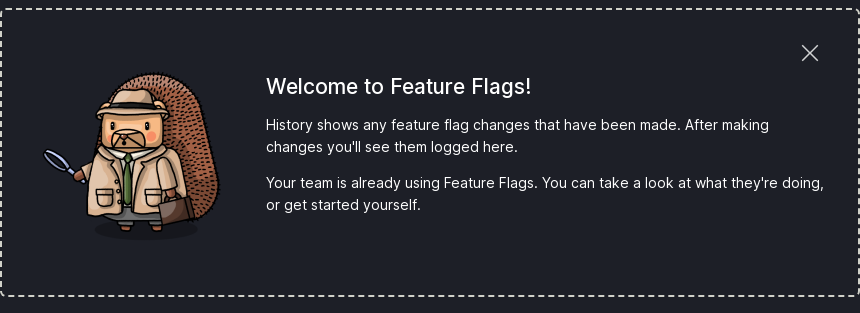 Welcome to Feature Flags!
History shows any feature flag changes that have been made. After making
changes you'll see them logged here.
Your team is already using Feature Flags. You can take a look at what they're doing,
or get started yourself.